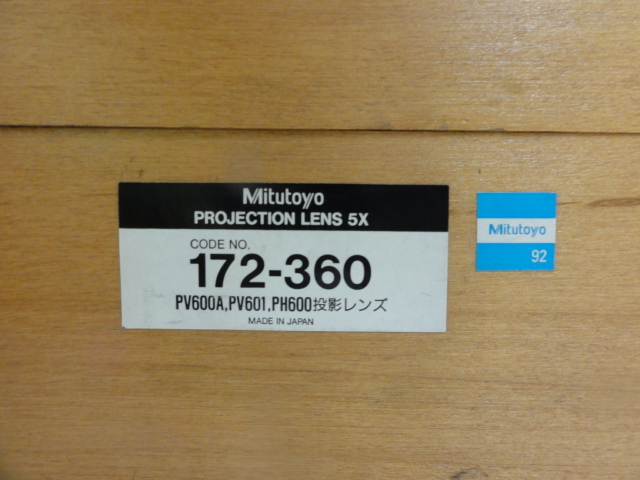 Mitutoyo
PROJECTION LENS 5X
CODE NO.
172-360
PV600A,PV601,PH600投影レンズ
MADE IN JAPAN
Mitutoyo
92